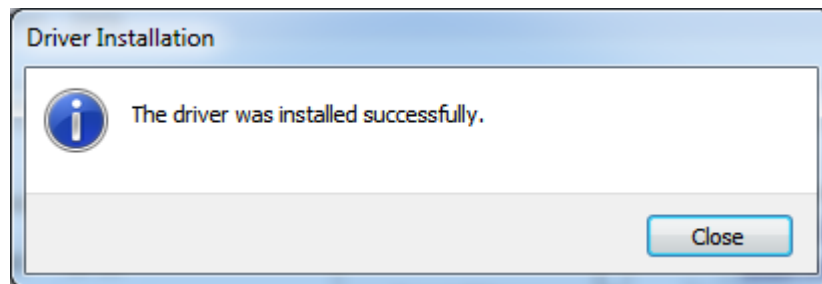 Driver Installation
The driver was installed successfully.
Close